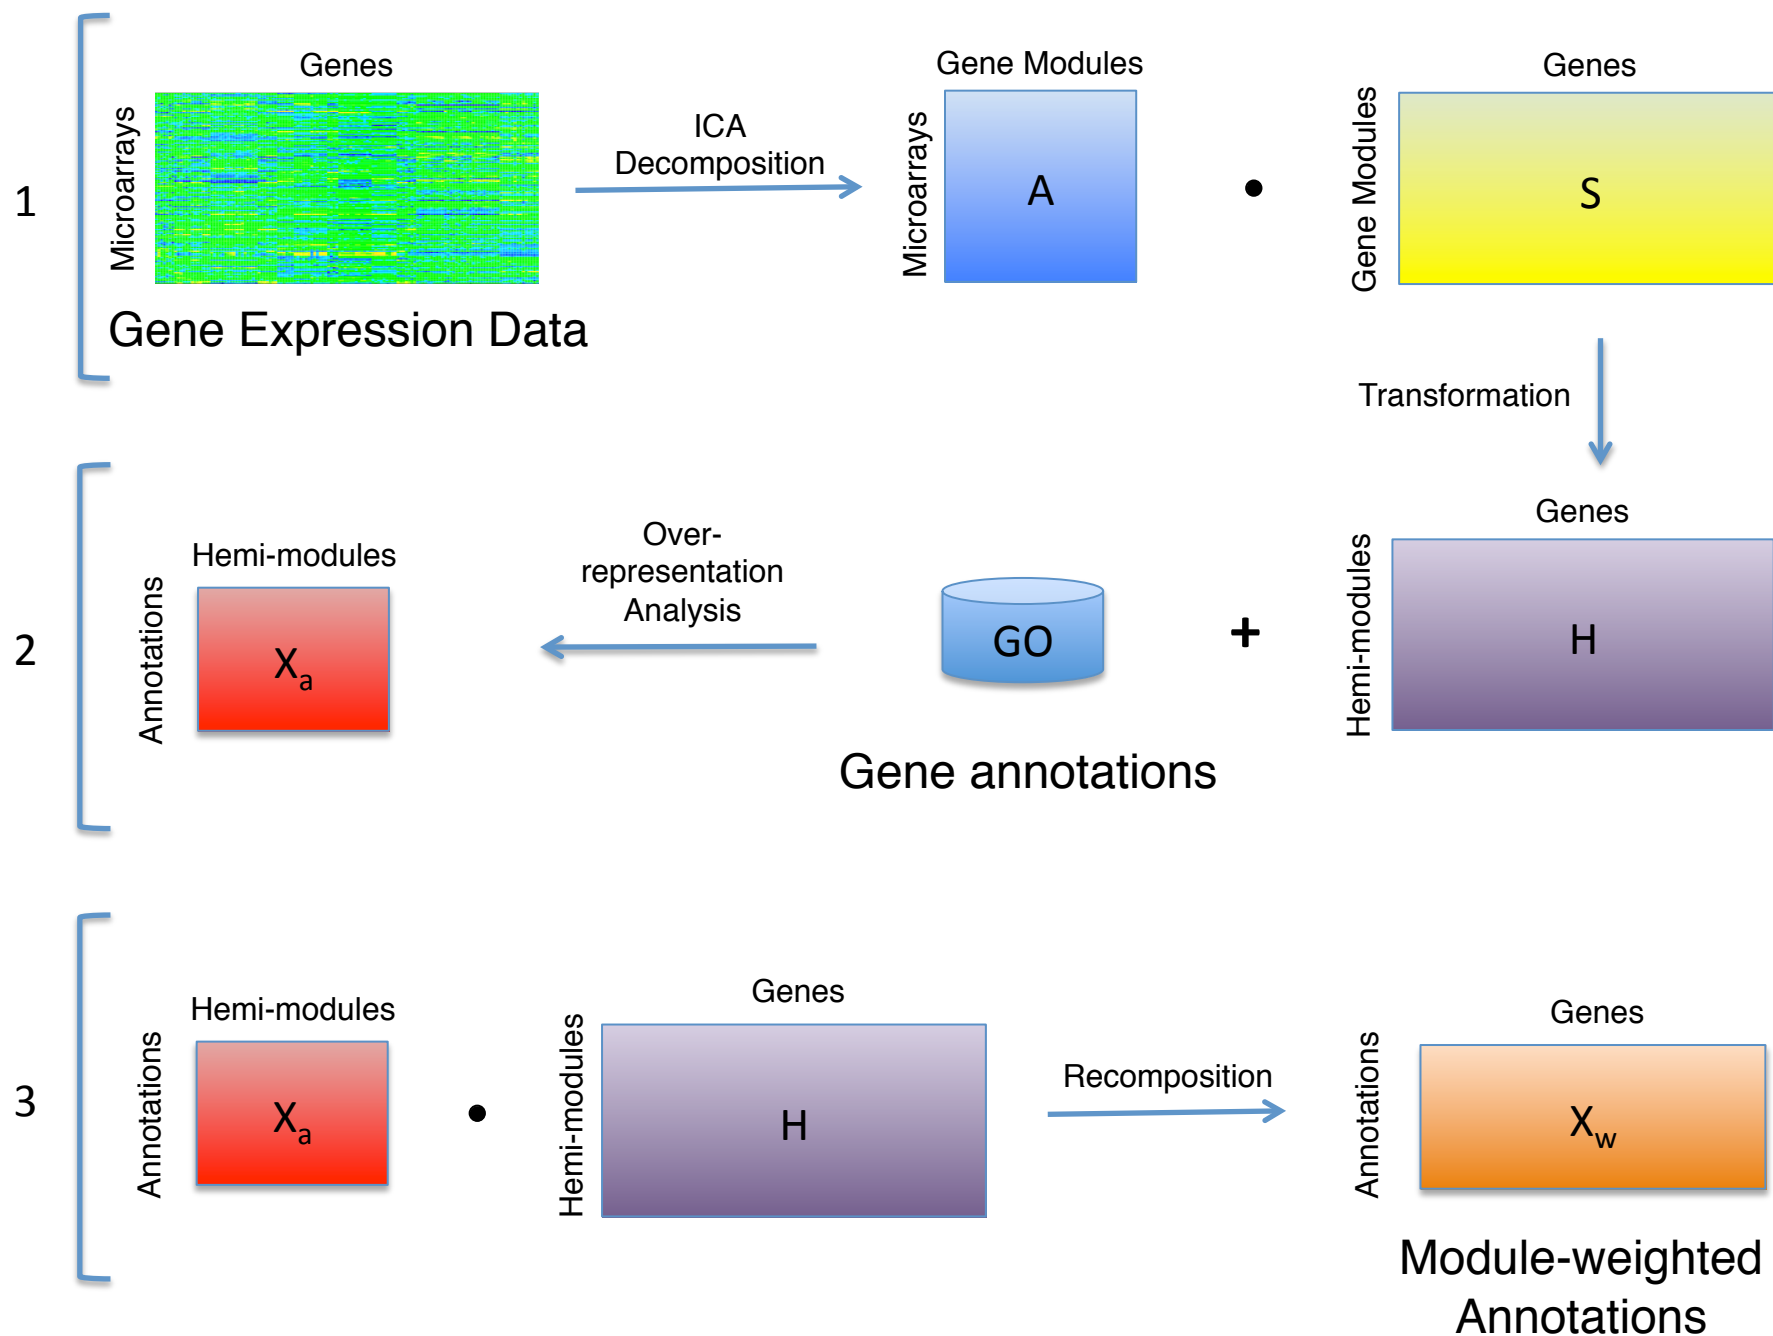 1
Genes
Microarrays
Gene Expression Data
ICA
Decomposition
Gene Modules
Microarrays
A
•
Genes
Gene Modules
S
Transformation
2
Hemi-modules
Annotations
Xa
Over-
representation
Analysis
GO
Gene annotations
+
Genes
Hemi-modules
H
3
Hemi-modules
Annotations
Xa
•
Genes
Hemi-modules
H
Recomposition
Genes
Annotations
Xw
Module-weighted
Annotations